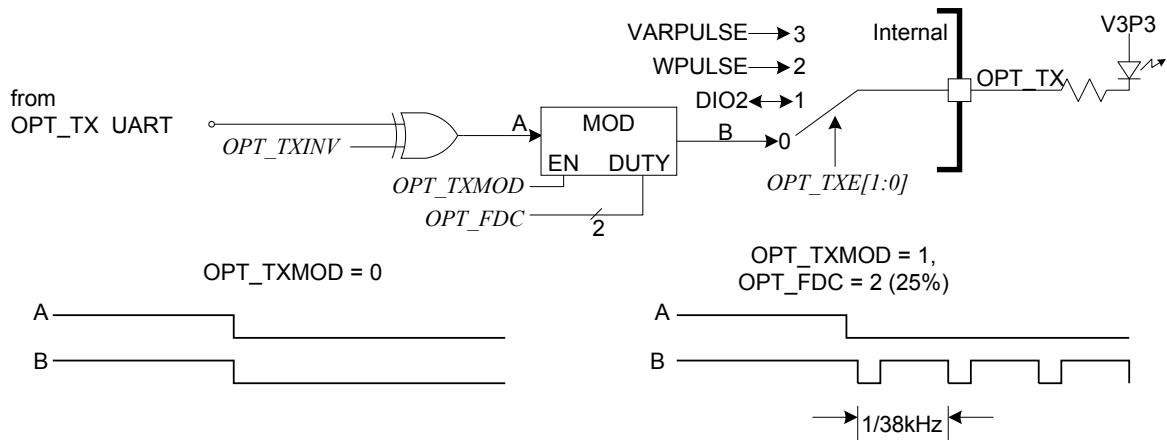 VARPULSE 3
Internal
V3P3
WPULSE 2
OPT_TX
from
OPT_TX UART
DIO2 1
A
MOD
B
0
OPT_TXINV
EN DUTY
OPT_TXMOD
OPT_TXE[1:0]
OPT_FDC
2
OPT_TXMOD = 0
A
B
OPT_TXMOD = 1,
OPT_FDC = 2 (25%)
A
B
1/38kHz